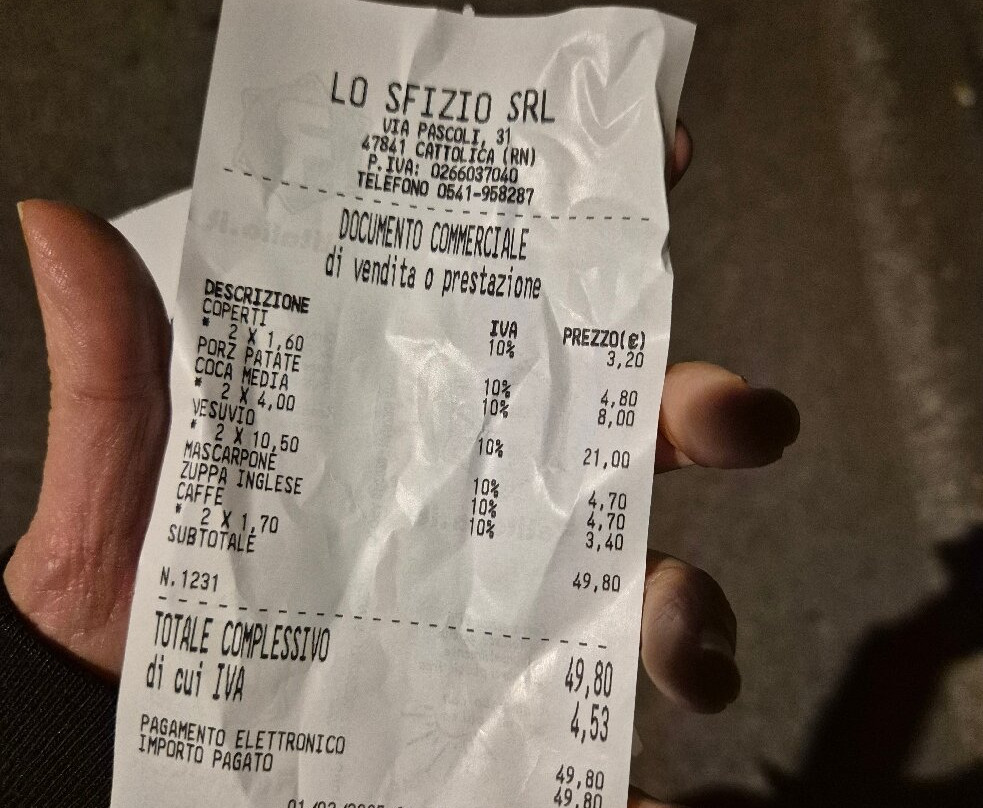 LO SFIZIO SRL
VIA PASCOLI, 31
47841 CATTOLICA (RN)
P.IVA: 0266037040
TELEFONO 0541-958287
DOCUMENTO COMMERCIALE
di vendita o prestazione
DESCRIZIONE IVA PREZZO(€)
COPERTI 10% 3,20
* 2 X 1,60
PORZ PATATE 10% 4,80
COCA MEDIA 10% 8,00
* 2 X 4,00
VESUVIO 10% 21,00
* 2 X 10,50
MASCARPONE 10% 4,70
ZUPPA INGLESE 10% 4,70
CAFFE 10% 3,40
* 2 X 1,70
SUBTOTALE 49,80
N.1231
TOTALE COMPLESSIVO 49,80
di cui IVA 4,53
PAGAMENTO ELETTRONICO 49,80
IMPORTO PAGATO 49,80